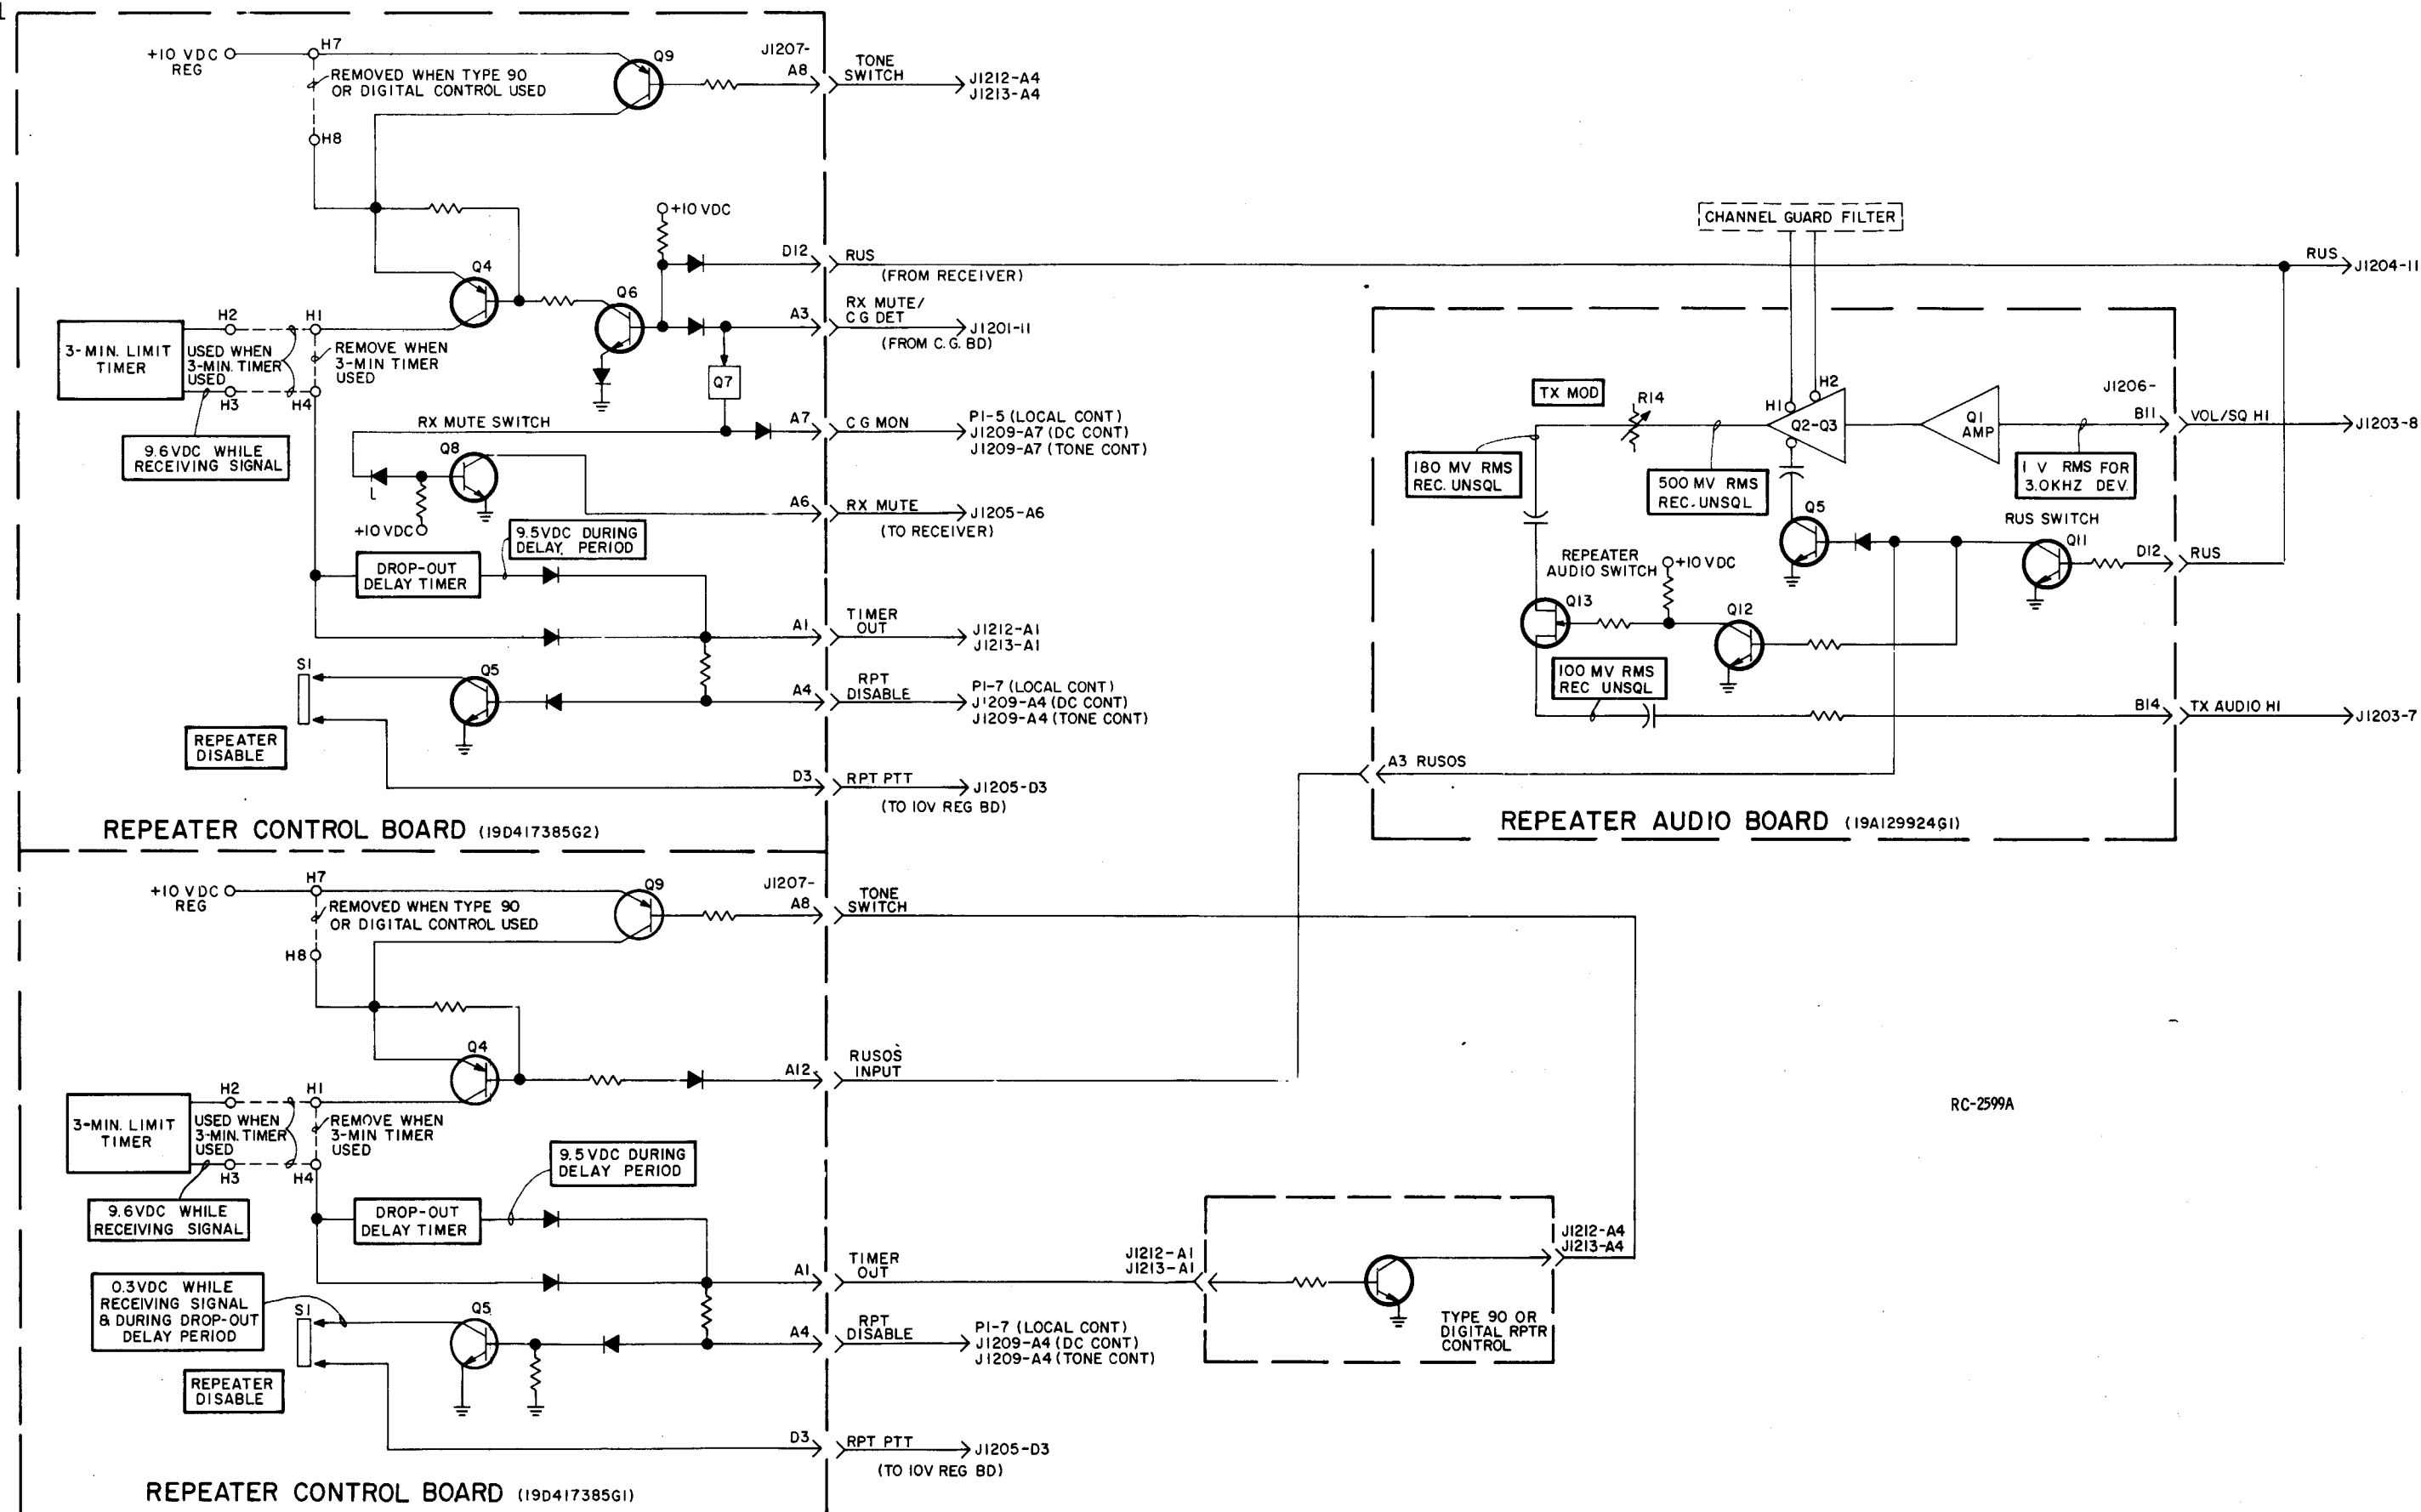 +10 VDC
REG
H7
REMOVED WHEN TYPE 90
OR DIGITAL CONTROL USED
H8
Q9
J1207-
A8
TONE
SWITCH
J1212-A4
J1213-A4
+10 VDC
Q4
Q6
D12
RUS
(FROM RECEIVER)
A3
RX MUTE/
C G DET
J1201-11
(FROM C.G. BD)
3-MIN. LIMIT
TIMER
H2
H1
USED WHEN
3-MIN. TIMER
USED
REMOVE WHEN
3-MIN TIMER
USED
H3
H4
9.6VDC WHILE
RECEIVING SIGNAL
Q7
RX MUTE SWITCH
A7
C G MON
P1-5 (LOCAL CONT)
J1209-A7 (DC CONT)
J1209-A7 (TONE CONT)
Q8
L
+10 VDC
A6
RX MUTE
J1205-A6
(TO RECEIVER)
9.5VDC DURING
DELAY, PERIOD
DROP-OUT
DELAY TIMER
A1
TIMER
OUT
J1212-A1
J1213-A1
S1
Q5
A4
RPT
DISABLE
P1-7 (LOCAL CONT)
J1209-A4 (DC CONT)
J1209-A4 (TONE CONT)
REPEATER
DISABLE
D3
RPT PTT
J1205-D3
(TO 10V REG BD)
REPEATER CONTROL BOARD (19D417385G2)
CHANNEL GUARD FILTER
RUS
J1204-11
TX MOD
R14
H1
H2
Q2-Q3
Q1
AMP
J1206-
B11
VOL/SQ HI
J1203-8
180 MV RMS
REC. UNSQL
500 MV RMS
REC. UNSQL
1 V RMS FOR
3.0KHZ DEV.
Q5
RUS SWITCH
Q11
D12
RUS
REPEATER
AUDIO SWITCH
+10 VDC
Q13
Q12
100 MV RMS
REC UNSQL
B14
TX AUDIO HI
J1203-7
A3 RUSOS
REPEATER AUDIO BOARD (19A129924G1)
+10 VDC
REG
H7
REMOVED WHEN TYPE 90
OR DIGITAL CONTROL USED
H8
Q9
J1207-
A8
TONE
SWITCH
Q4
A12
RUSOS
INPUT
3-MIN. LIMIT
TIMER
H2
H1
USED WHEN
3-MIN. TIMER
USED
REMOVE WHEN
3-MIN TIMER
USED
H3
H4
9.6VDC WHILE
RECEIVING SIGNAL
9.5VDC DURING
DELAY PERIOD
DROP-OUT
DELAY TIMER
A1
TIMER
OUT
J1212-A1
J1213-A1
J1212-A4
J1213-A4
TYPE 90 OR
DIGITAL RPTR
CONTROL
0.3VDC WHILE
RECEIVING SIGNAL
& DURING DROP-OUT
DELAY PERIOD
S1
Q5
A4
RPT
DISABLE
P1-7 (LOCAL CONT)
J1209-A4 (DC CONT)
J1209-A4 (TONE CONT)
REPEATER
DISABLE
D3
RPT PTT
J1205-D3
(TO 10V REG BD)
REPEATER CONTROL BOARD (19D417385G1)
RC-2599A